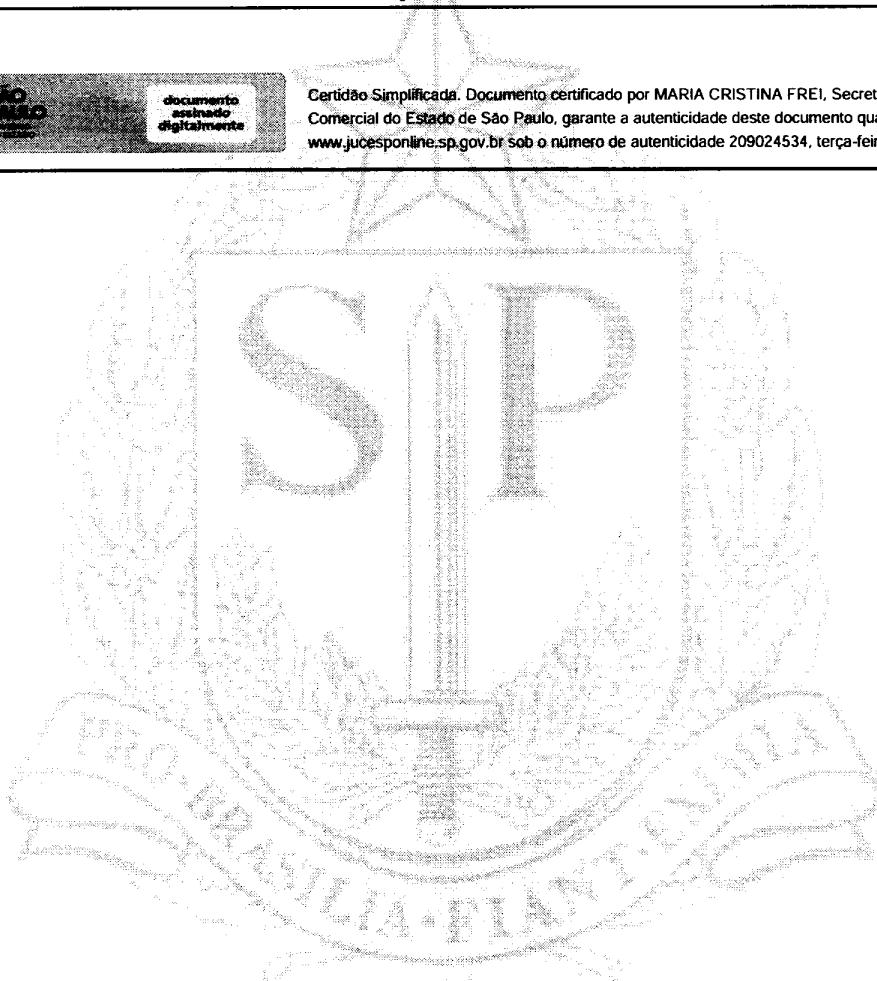 documento
assinado
digitalmente
Certidão Simplificada. Documento certificado por MARIA CRISTINA FREI, Secret
Comercial do Estado de São Paulo, garante a autenticidade deste documento qua
www.jucesponline.sp.gov.br sob o número de autenticidade 209024534, terça-feir
SP
BRASILIA·FIANT·EXIMIA